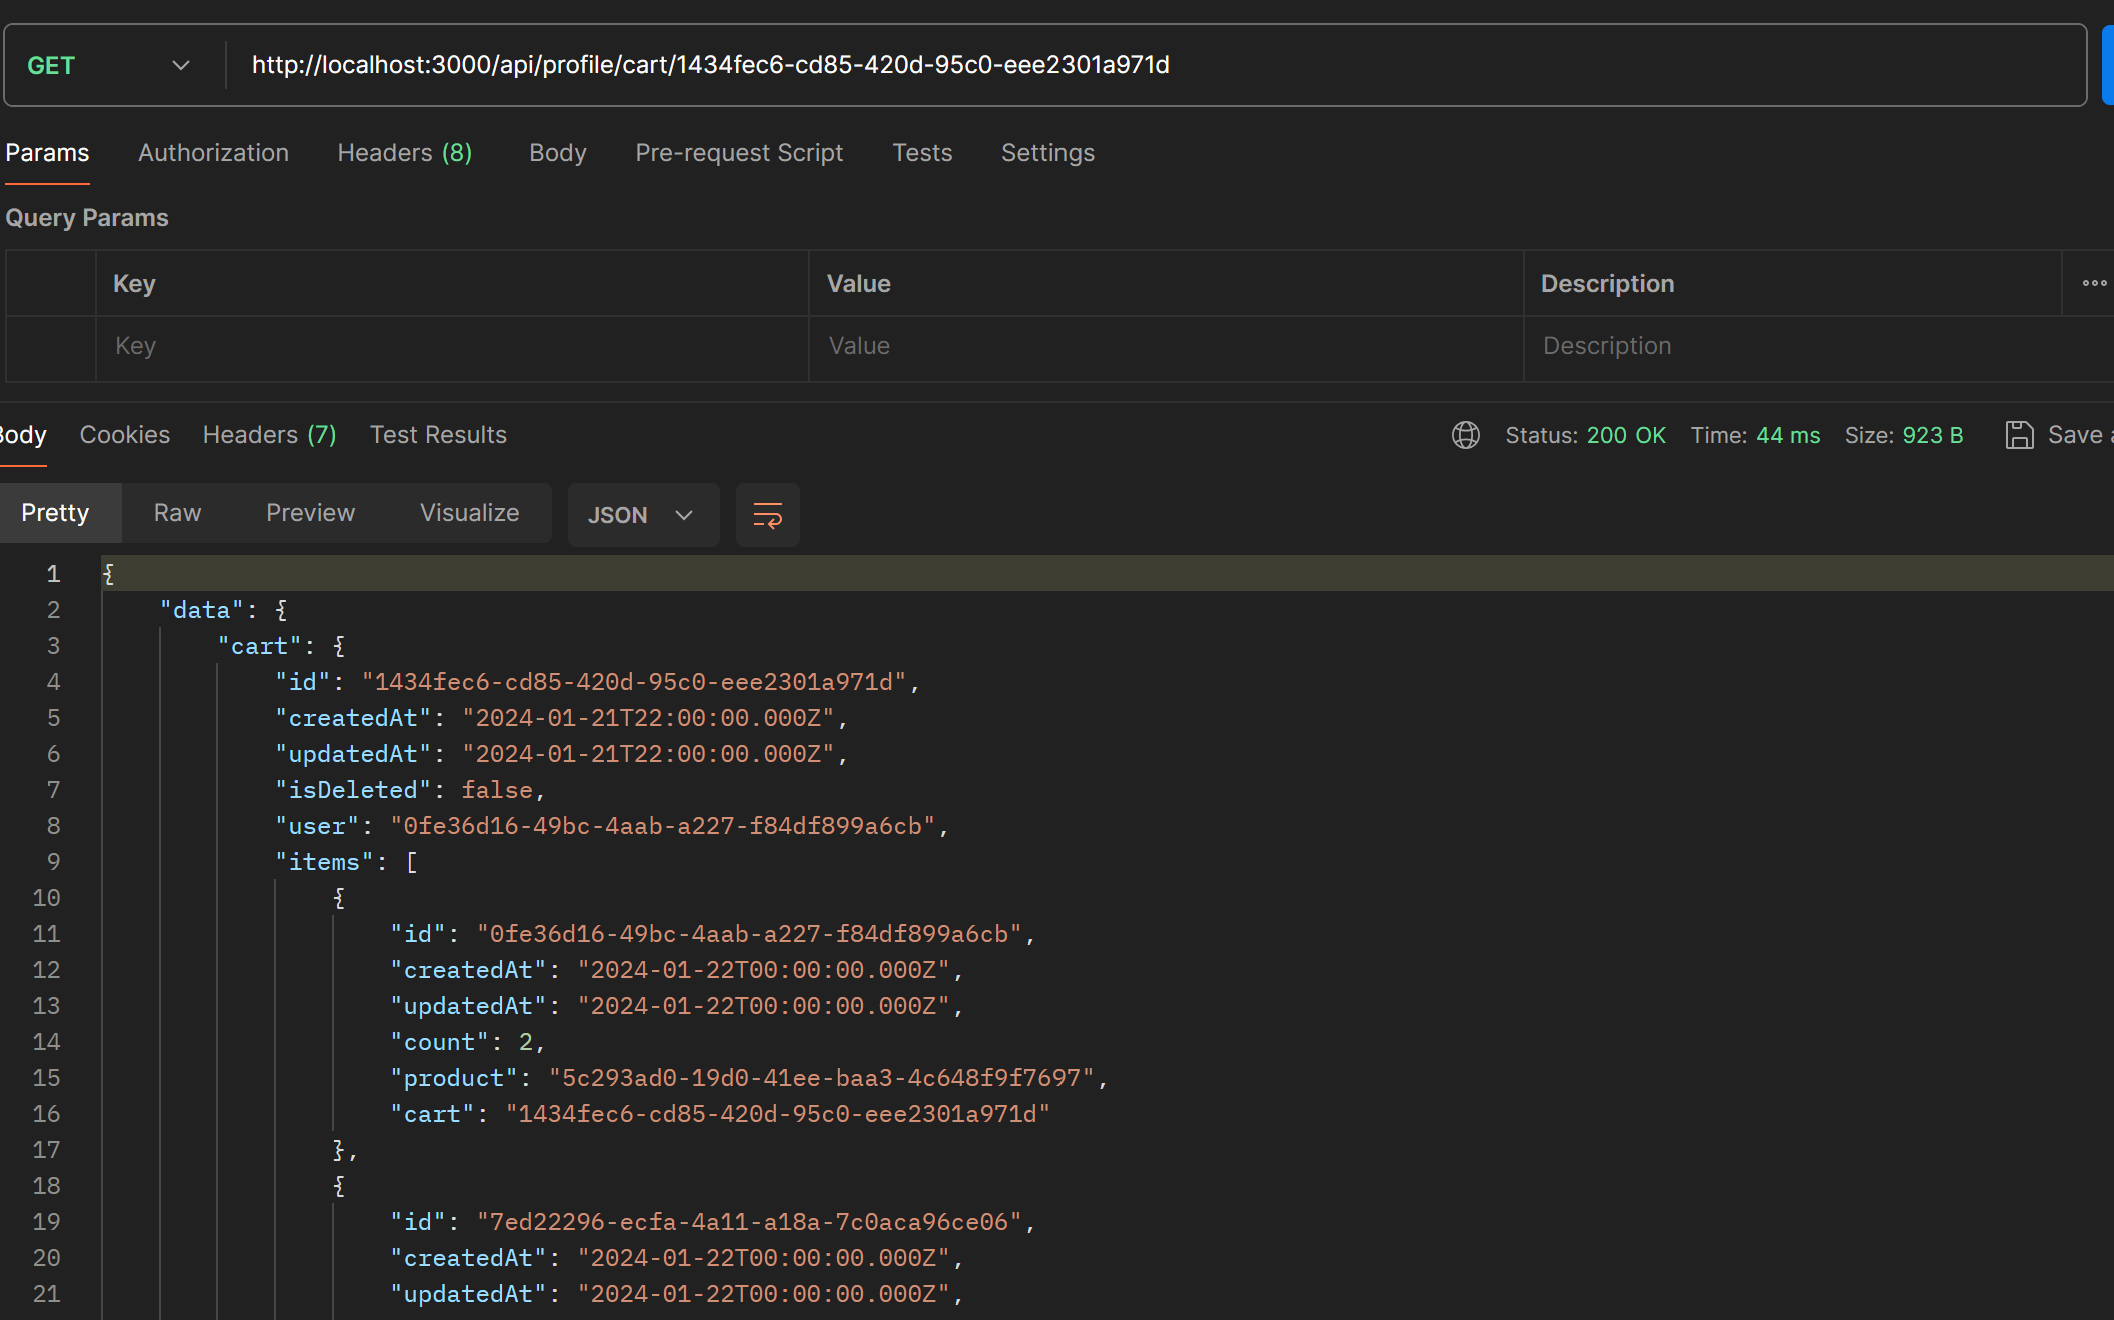 GET http://localhost:3000/api/profile/cart/1434fec6-cd85-420d-95c0-eee2301a971d
Params Authorization Headers (8) Body Pre-request Script Tests Settings
Query Params
Key Value Description
Key Value Description
Body Cookies Headers (7) Test Results Status: 200 OK Time: 44 ms Size: 923 B Save a
Pretty Raw Preview Visualize JSON
1 {
2 "data": {
3 "cart": {
4 "id": "1434fec6-cd85-420d-95c0-eee2301a971d",
5 "createdAt": "2024-01-21T22:00:00.000Z",
6 "updatedAt": "2024-01-21T22:00:00.000Z",
7 "isDeleted": false,
8 "user": "0fe36d16-49bc-4aab-a227-f84df899a6cb",
9 "items": [
10 {
11 "id": "0fe36d16-49bc-4aab-a227-f84df899a6cb",
12 "createdAt": "2024-01-22T00:00:00.000Z",
13 "updatedAt": "2024-01-22T00:00:00.000Z",
14 "count": 2,
15 "product": "5c293ad0-19d0-41ee-baa3-4c648f9f7697",
16 "cart": "1434fec6-cd85-420d-95c0-eee2301a971d"
17 },
18 {
19 "id": "7ed22296-ecfa-4a11-a18a-7c0aca96ce06",
20 "createdAt": "2024-01-22T00:00:00.000Z",
21 "updatedAt": "2024-01-22T00:00:00.000Z",